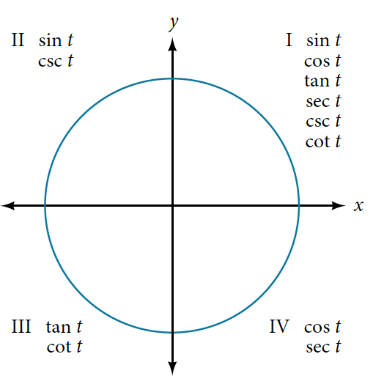 y
II sin t
csc t
I sin t
cos t
tan t
sec t
csc t
cot t
x
III tan t
cot t
IV cos t
sec t